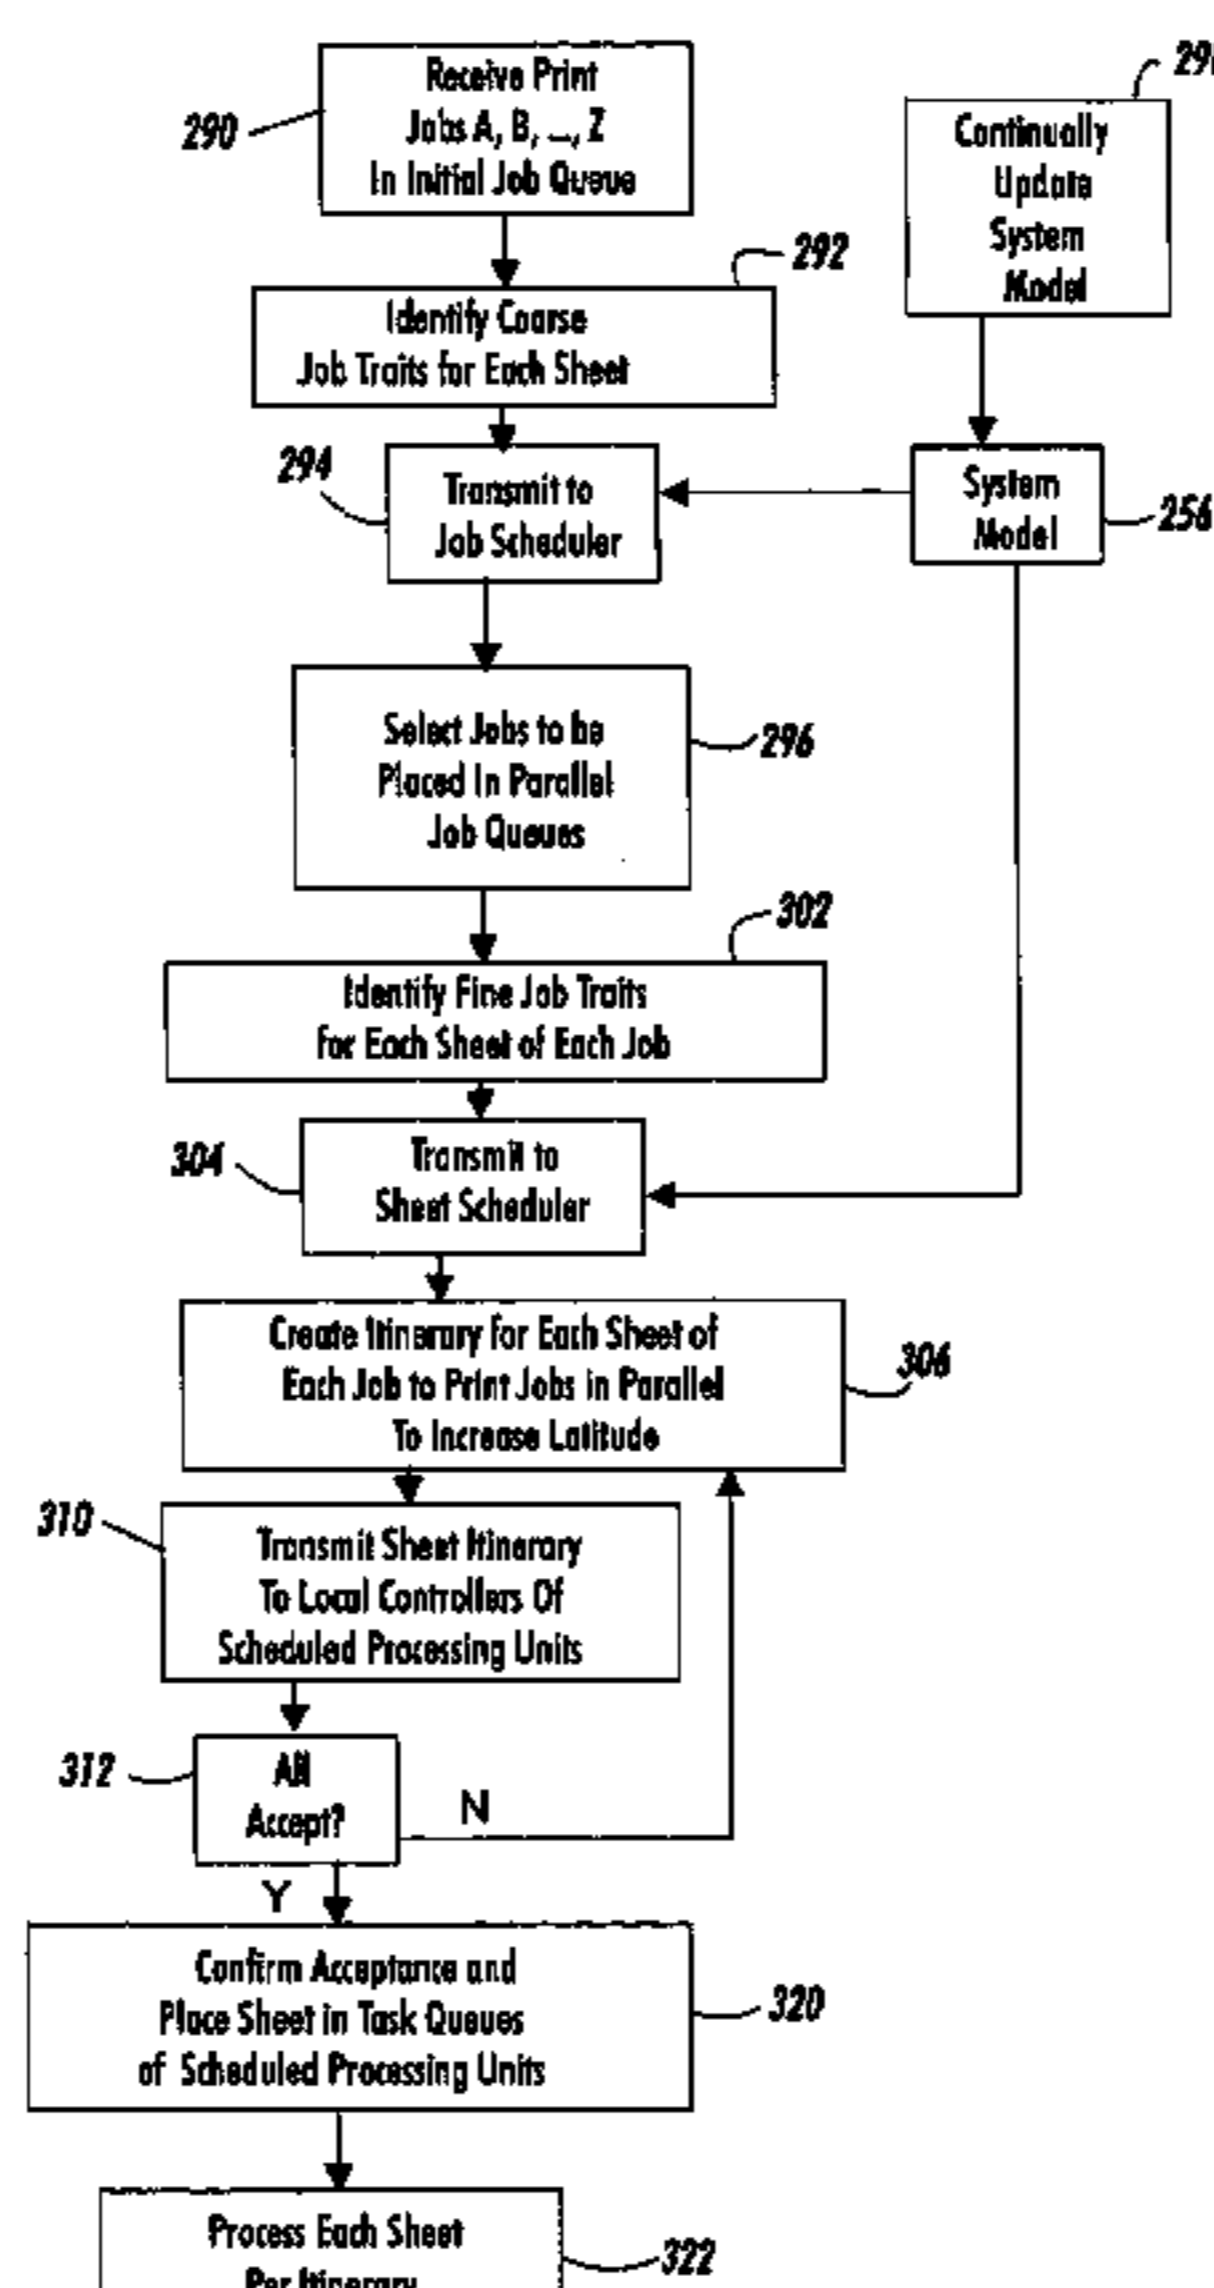 Receive Print
Jobs A, B, ..., Z
In Initial Job Queue
290
Continually
Update
System
Model
292
Identify Coarse
Job Traits for Each Sheet
294
Transmit to
Job Scheduler
System
Model
256
Select Jobs to be
Placed In Parallel
Job Queues
296
302
Identify Fine Job Traits
for Each Sheet of Each Job
304
Transmit to
Sheet Scheduler
Create Itinerary for Each Sheet of
Each Job to Print Jobs in Parallel
To Increase Latitude
306
310
Transmit Sheet Itinerary
To Local Controllers Of
Scheduled Processing Units
312
All
Accept?
N
Y
Confirm Acceptance and
Place Sheet in Task Queues
of Scheduled Processing Units
320
Process Each Sheet
Per Itinerary
322